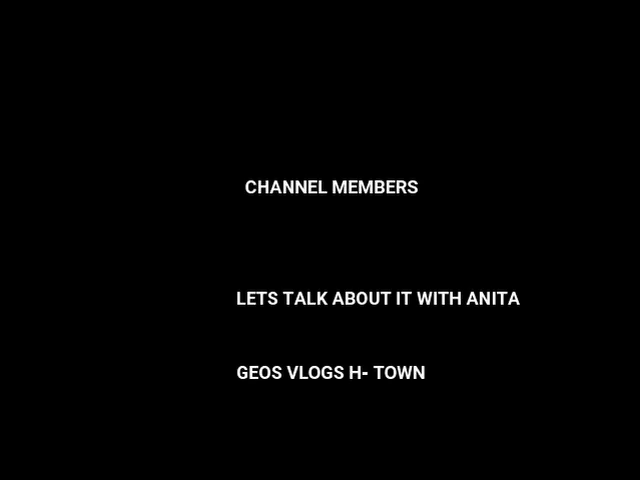 CHANNEL MEMBERS
LETS TALK ABOUT IT WITH ANITA
GEOS VLOGS H- TOWN